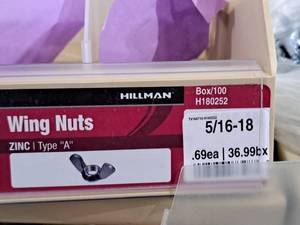 HILLMAN
Box/100
H180252
Wing Nuts
ZINC | Type "A"
5/16-18
.69ea | 36.99bx